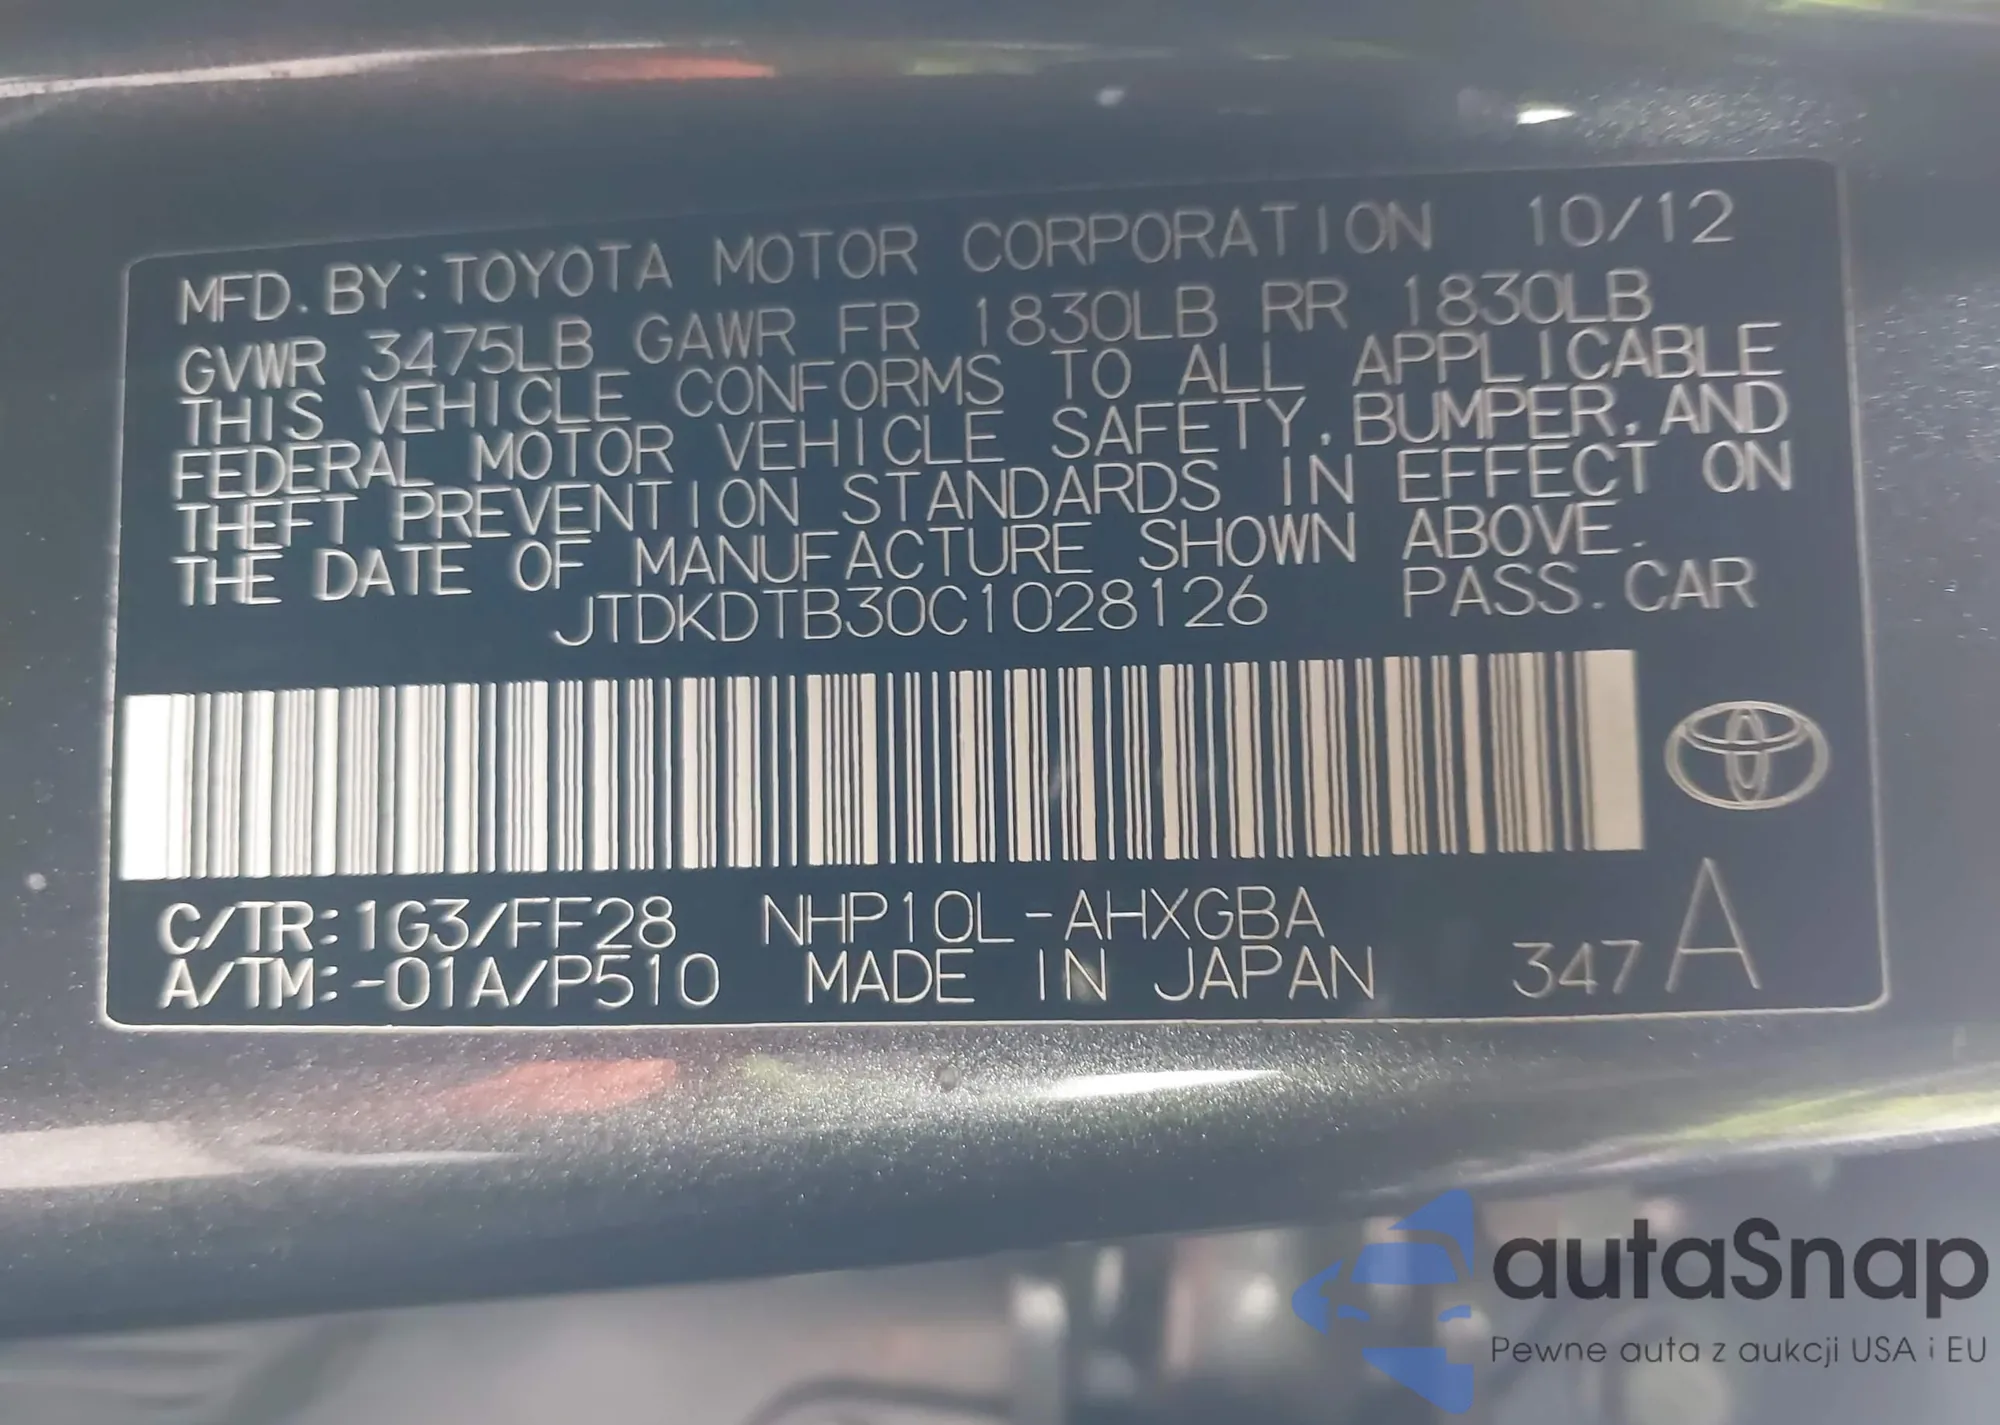 MFD. BY: TOYOTA MOTOR CORPORATION 10/12
GVWR 3475LB GAWR FR 1830LB RR 1830LB
THIS VEHICLE CONFORMS TO ALL APPLICABLE
FEDERAL MOTOR VEHICLE SAFETY, BUMPER, AND
THEFT PREVENTION STANDARDS IN EFFECT ON
THE DATE OF MANUFACTURE SHOWN ABOVE.
JTDKDTB30C1028126 PASS. CAR
C/TR: 1G3/FF28 NHP10L-AHXGBA
A/TM: -01A/P510 MADE IN JAPAN 347 A
autaSnap
Pewne auta z aukcji USA i EU